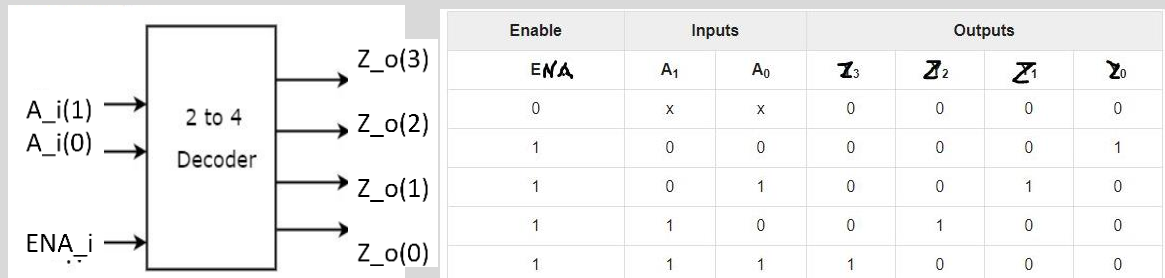 A_i(1)
A_i(0)
ENA_i
2 to 4
Decoder
Z_o(3)
Z_o(2)
Z_o(1)
Z_o(0)
Enable Inputs Outputs
ENA A₁ A₀ Z₃ Z₂ Z₁ Z₀
0 x x 0 0 0 0
1 0 0 0 0 0 1
1 0 1 0 0 1 0
1 1 0 0 1 0 0
1 1 1 1 0 0 0